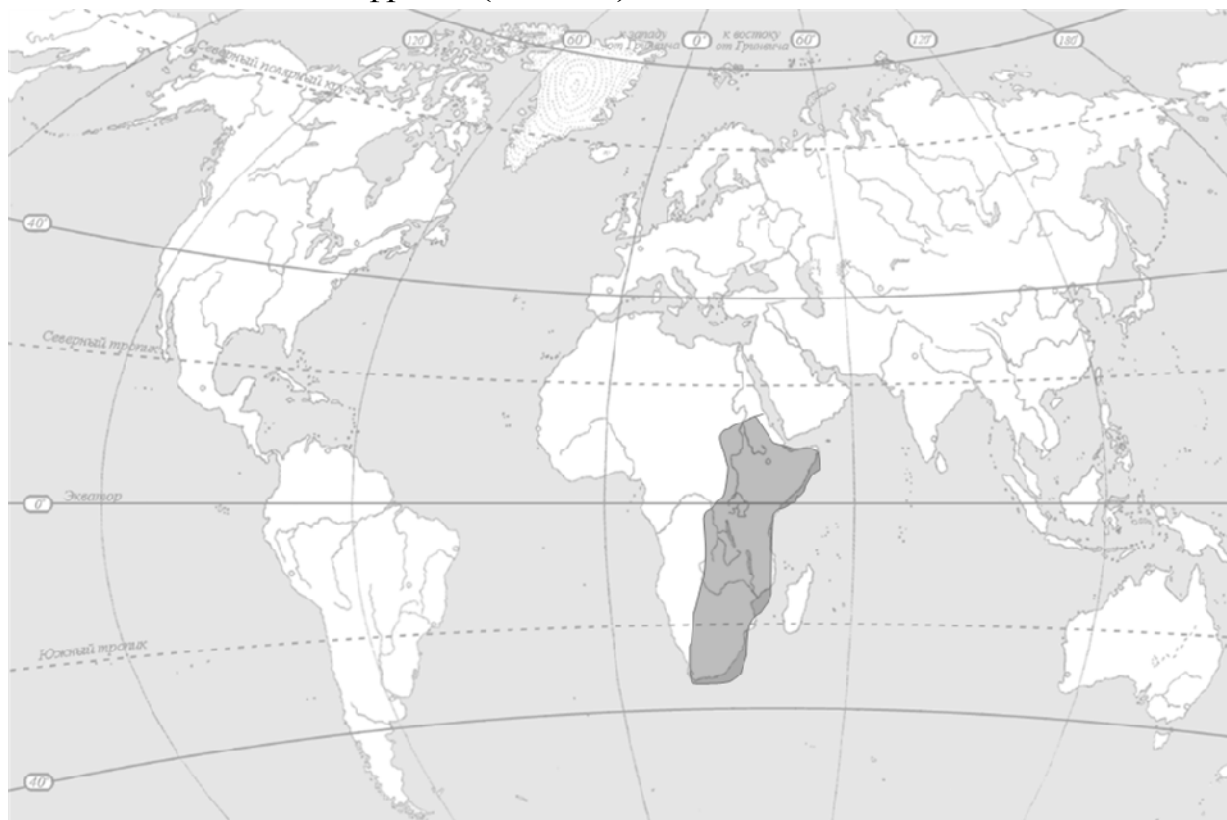 120°
60°
к западу
от Гринвича
0°
к востоку
от Гринвича
60°
120°
180°
Северный полярный круг
40°
Северный тропик
0°
Экватор
Южный тропик
40°